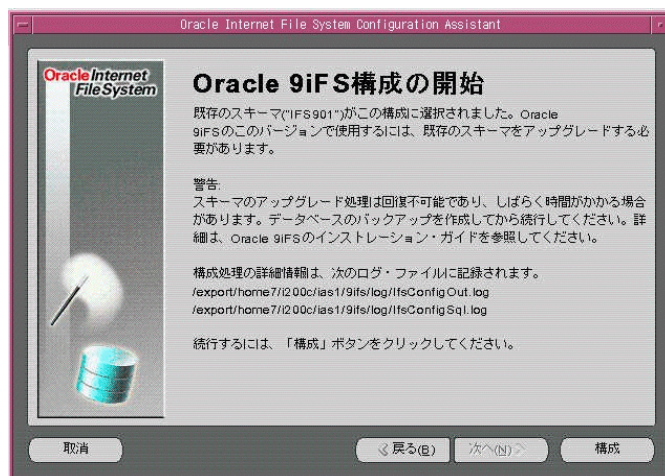 Oracle Internet File System Configuration Assistant
Oracle Internet
File System
Oracle 9iFS構成の開始
既存のスキーマ("IFS901")がこの構成に選択されました。Oracle
9iFSのこのバージョンで使用するには、既存のスキーマをアップグレードする必
要があります。
警告:
スキーマのアップグレード処理は回復不可能であり、しばらく時間がかかる場合
があります。データベースのバックアップを作成してから続行してください。詳
細は、Oracle 9iFSのインストレーション・ガイドを参照してください。
構成処理の詳細情報は、次のログ・ファイルに記録されます。
/export/home7/i200c/ias1/9ifs/log/IfsConfigOut.log
/export/home7/i200c/ias1/9ifs/log/IfsConfigSql.log
続行するには、「構成」ボタンをクリックしてください。
取消
戻る(B)
次へ(N)
構成